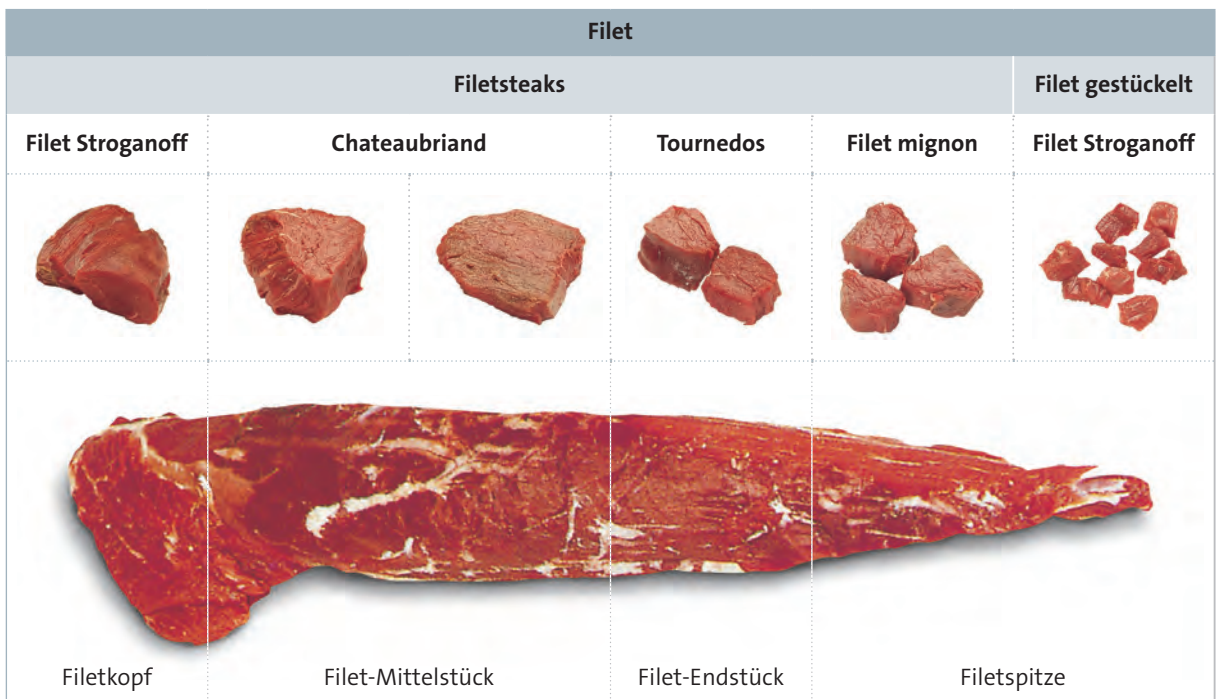 Filet
Filetsteaks
Filet gestückelt
Filet Stroganoff
Chateaubriand
Tournedos
Filet mignon
Filet Stroganoff
Filetkopf
Filet-Mittelstück
Filet-Endstück
Filetspitze